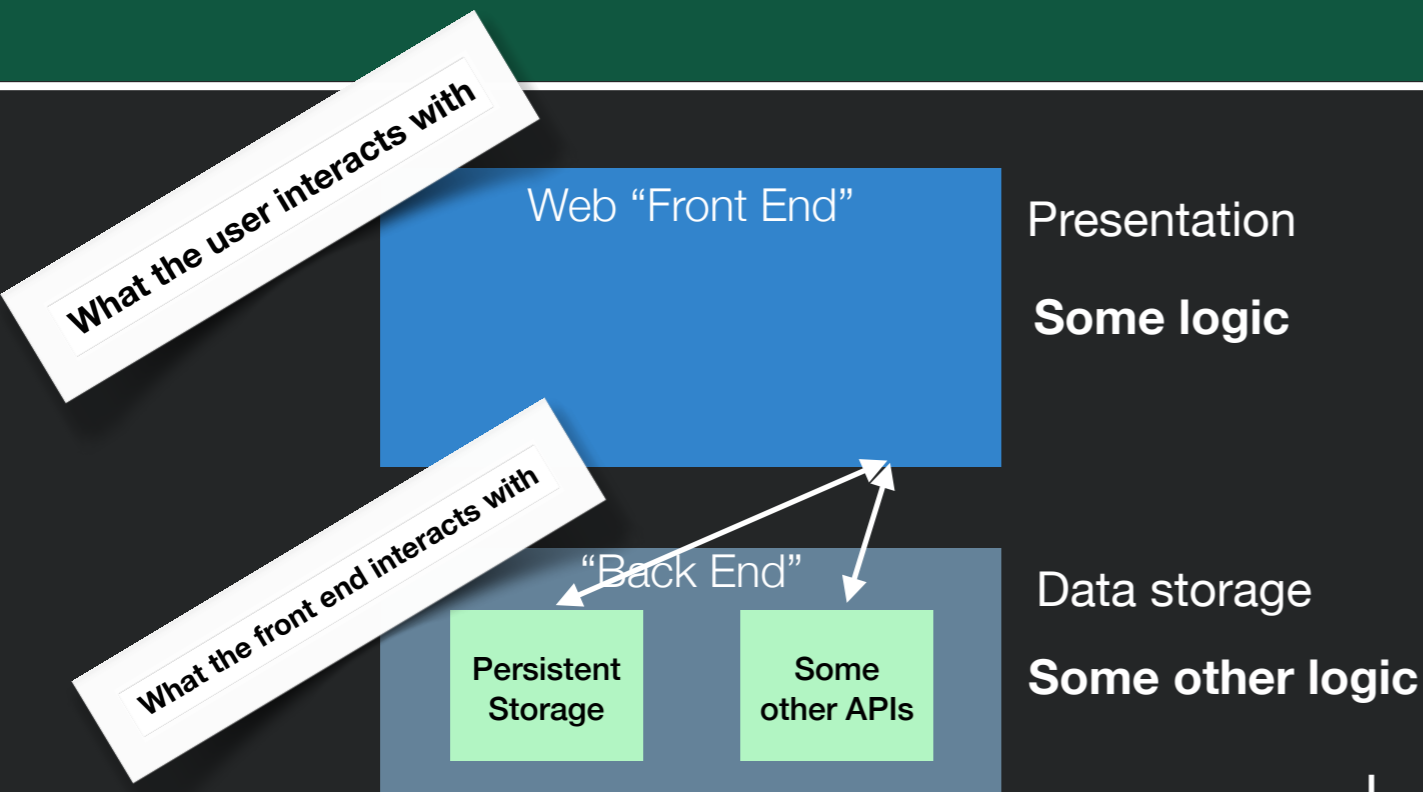 What the user interacts with
Web “Front End”
Presentation
Some logic
What the front end interacts with
“Back End”
Data storage
Persistent
Storage
Some
other APIs
Some other logic